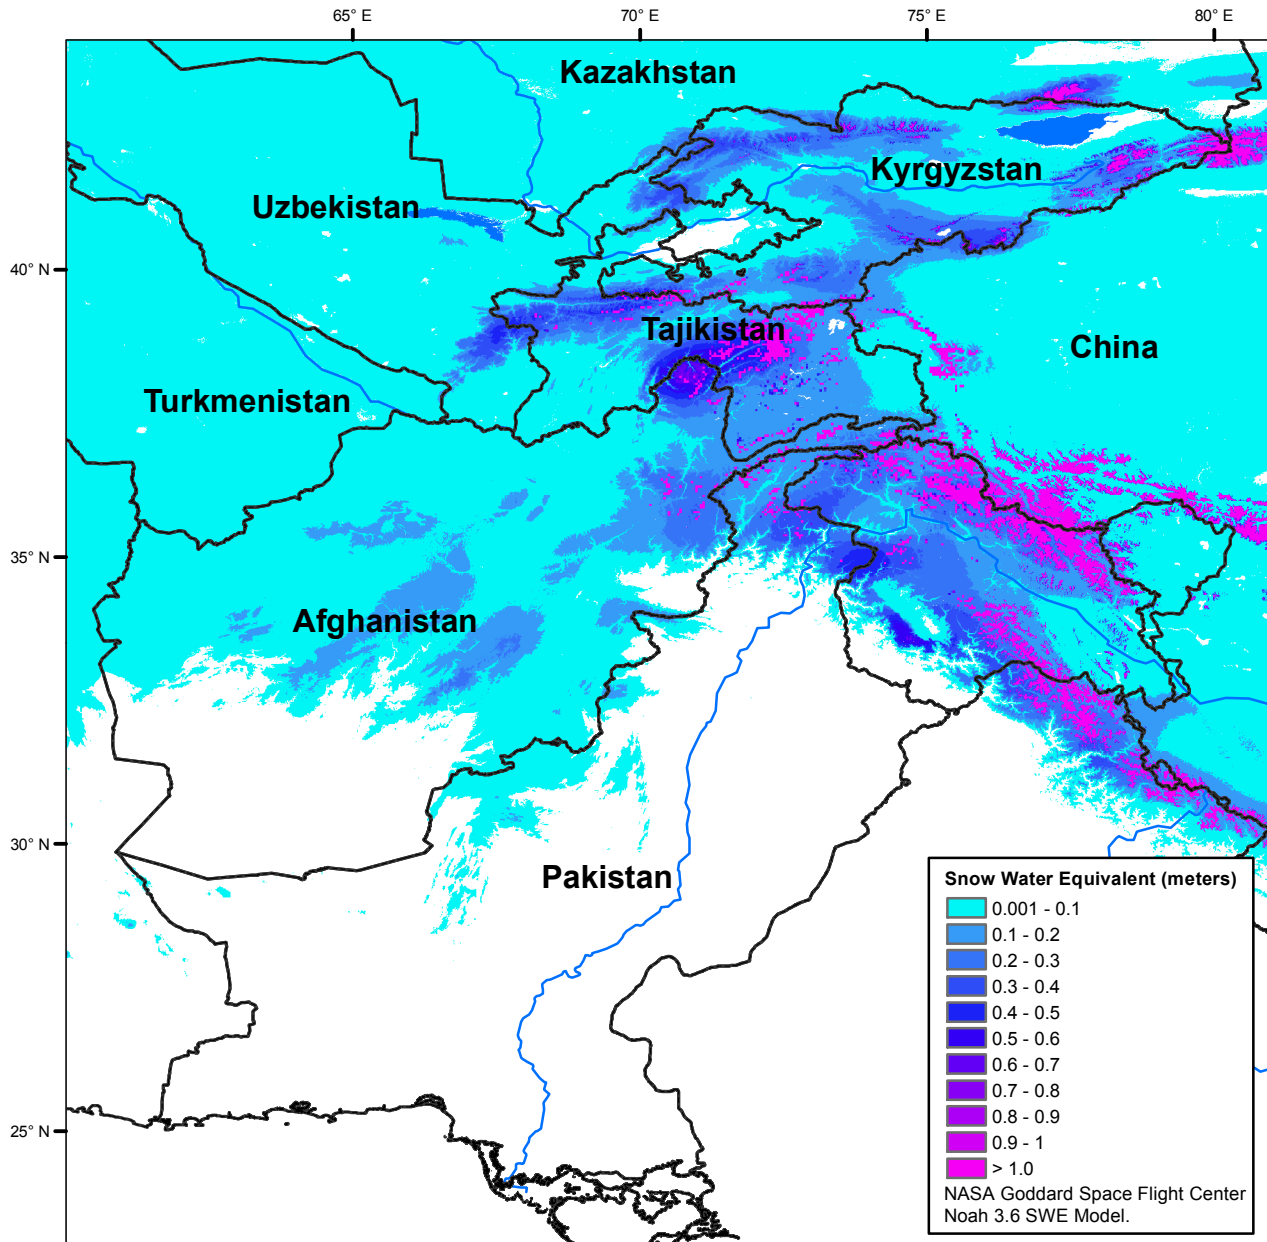 65° E
70° E
75° E
80° E
Kazakhstan
Kyrgyzstan
Uzbekistan
40° N
Tajikistan
China
Turkmenistan
35° N
Afghanistan
30° N
Pakistan
25° N
Snow Water Equivalent (meters)
0.001 - 0.1
0.1 - 0.2
0.2 - 0.3
0.3 - 0.4
0.4 - 0.5
0.5 - 0.6
0.6 - 0.7
0.7 - 0.8
0.8 - 0.9
0.9 - 1
> 1.0
NASA Goddard Space Flight Center
Noah 3.6 SWE Model.